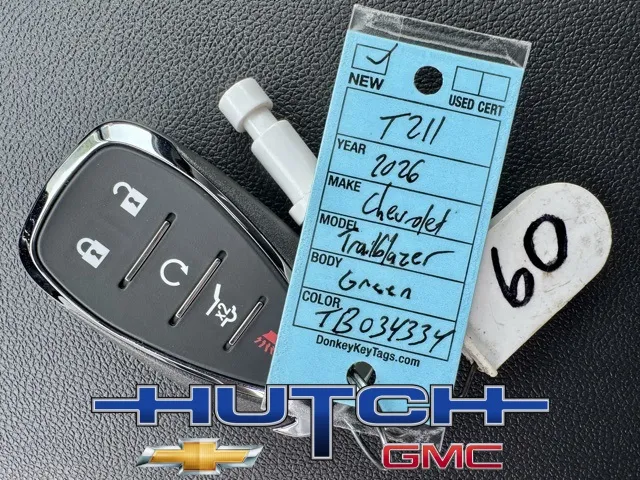 NEW
USED CERT
T211
YEAR
2026
MAKE
Chevrolet
MODEL
Trailblazer
BODY
Green
COLOR
TB034334
DonkeyKeyTags.com
60
X2
HUTCH
GMC